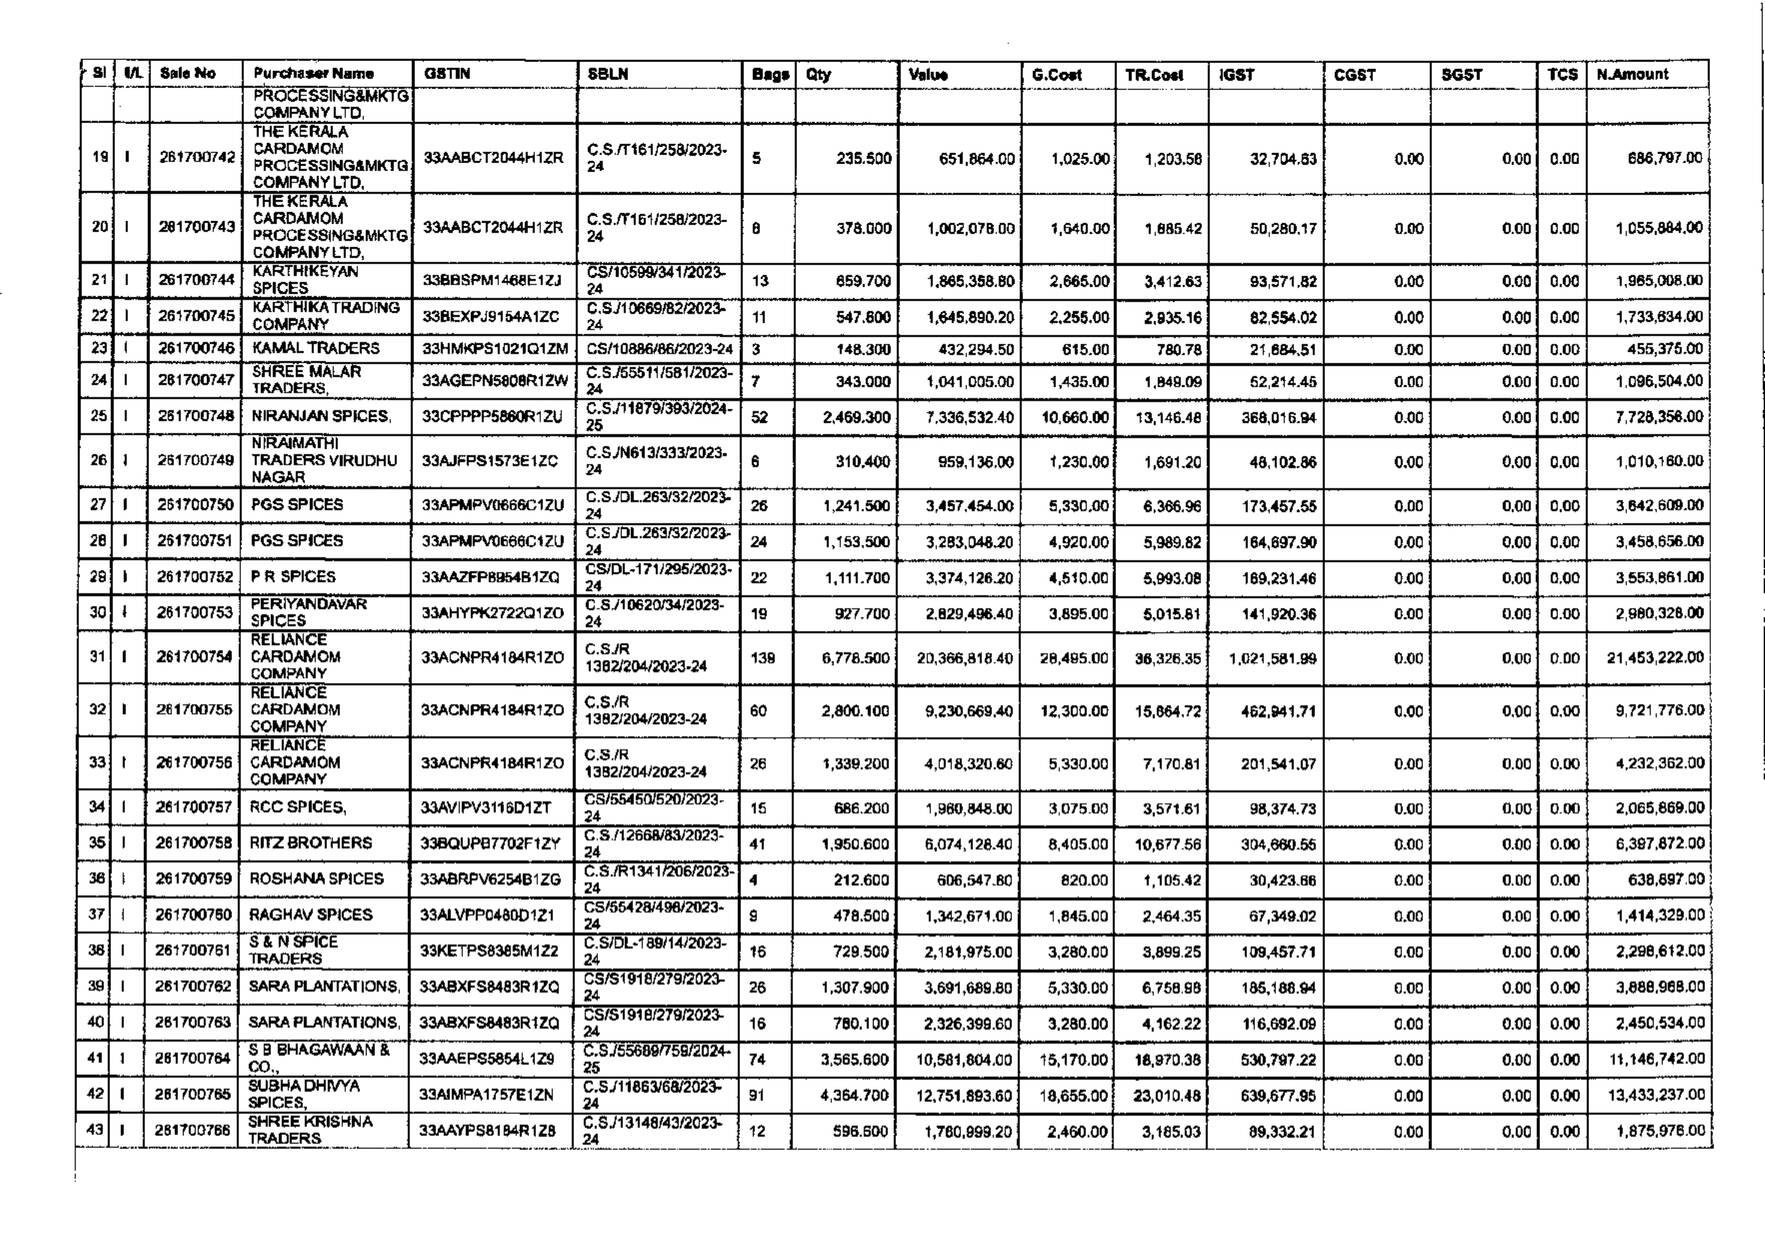 Sl I/L Sale No Purchaser Name GSTIN SBLN Bags Qty Value G.Cost TR.Cost IGST CGST SGST TCS N.Amount
PROCESSING&MKTG
COMPANY LTD,
THE KERALA
CARDAMOM
19 I 261700742 PROCESSING&MKTG 33AABCT2044H1ZR C.S./T161/258/2023-24 5 235.500 651,864.00 1,025.00 1,203.56 32,704.63 0.00 0.00 0.00 686,797.00
COMPANY LTD,
THE KERALA
CARDAMOM
20 I 261700743 PROCESSING&MKTG 33AABCT2044H1ZR C.S./T161/258/2023-24 8 378.000 1,002,078.00 1,640.00 1,885.42 50,280.17 0.00 0.00 0.00 1,055,884.00
COMPANY LTD,
21 I 261700744 KARTHIKEYAN SPICES 33BBSPM1468E1ZJ CS/10599/341/2023-24 13 659.700 1,865,358.80 2,665.00 3,412.63 93,571.82 0.00 0.00 0.00 1,965,008.00
22 I 261700745 KARTHIKA TRADING COMPANY 33BEXPJ9154A1ZC C.S./10669/82/2023-24 11 547.600 1,645,890.20 2,255.00 2,935.16 82,554.02 0.00 0.00 0.00 1,733,634.00
23 I 261700746 KAMAL TRADERS 33HMKPS1021Q1ZM CS/10886/86/2023-24 3 148.300 432,294.50 615.00 780.78 21,684.51 0.00 0.00 0.00 455,375.00
24 I 261700747 SHREE MALAR TRADERS, 33AGEPN5808R1ZW C.S./55511/581/2023-24 7 343.000 1,041,005.00 1,435.00 1,849.09 52,214.45 0.00 0.00 0.00 1,096,504.00
25 I 261700748 NIRANJAN SPICES, 33CPPPP5860R1ZU C.S./11879/393/2024-25 52 2,469.300 7,336,532.40 10,660.00 13,146.48 368,016.94 0.00 0.00 0.00 7,728,356.00
26 I 261700749 NIRAIMATHI TRADERS VIRUDHU NAGAR 33AJFPS1573E1ZC C.S./N613/333/2023-24 6 310.400 959,136.00 1,230.00 1,691.20 48,102.86 0.00 0.00 0.00 1,010,160.00
27 I 261700750 PGS SPICES 33APMPV0666C1ZU C.S./DL.263/32/2023-24 26 1,241.500 3,457,454.00 5,330.00 6,366.96 173,457.55 0.00 0.00 0.00 3,642,609.00
28 I 261700751 PGS SPICES 33APMPV0666C1ZU C.S./DL.263/32/2023-24 24 1,153.500 3,283,048.20 4,920.00 5,989.82 164,697.90 0.00 0.00 0.00 3,458,656.00
29 I 261700752 P R SPICES 33AAZFP8954B1ZQ CS/DL-171/295/2023-24 22 1,111.700 3,374,126.20 4,510.00 5,993.08 169,231.46 0.00 0.00 0.00 3,553,861.00
30 I 261700753 PERIYANDAVAR SPICES 33AHYPK2722Q1ZO C.S./10620/34/2023-24 19 927.700 2,829,496.40 3,895.00 5,015.81 141,920.36 0.00 0.00 0.00 2,980,328.00
31 I 261700754 RELIANCE CARDAMOM COMPANY 33ACNPR4184R1ZO C.S./R 1382/204/2023-24 139 6,778.500 20,366,818.40 28,495.00 36,326.35 1,021,581.99 0.00 0.00 0.00 21,453,222.00
32 I 261700755 RELIANCE CARDAMOM COMPANY 33ACNPR4184R1ZO C.S./R 1382/204/2023-24 60 2,800.100 9,230,669.40 12,300.00 15,864.72 462,941.71 0.00 0.00 0.00 9,721,776.00
33 I 261700756 RELIANCE CARDAMOM COMPANY 33ACNPR4184R1ZO C.S./R 1382/204/2023-24 26 1,339.200 4,018,320.60 5,330.00 7,170.81 201,541.07 0.00 0.00 0.00 4,232,362.00
34 I 261700757 RCC SPICES, 33AVIPV3116D1ZT CS/55450/520/2023-24 15 686.200 1,960,848.00 3,075.00 3,571.61 98,374.73 0.00 0.00 0.00 2,065,869.00
35 I 261700758 RITZ BROTHERS 33BQUPB7702F1ZY C.S./12668/83/2023-24 41 1,950.600 6,074,128.40 8,405.00 10,677.56 304,660.55 0.00 0.00 0.00 6,397,872.00
36 I 261700759 ROSHANA SPICES 33ABRPV6254B1ZG C.S./R1341/206/2023-24 4 212.600 606,547.80 820.00 1,105.42 30,423.66 0.00 0.00 0.00 638,897.00
37 I 261700760 RAGHAV SPICES 33ALVPP0480D1Z1 CS/55428/498/2023-24 9 478.500 1,342,671.00 1,845.00 2,464.35 67,349.02 0.00 0.00 0.00 1,414,329.00
38 I 261700761 S & N SPICE TRADERS 33KETPS8385M1Z2 C.S/DL-189/14/2023-24 16 729.500 2,181,975.00 3,280.00 3,899.25 109,457.71 0.00 0.00 0.00 2,298,612.00
39 I 261700762 SARA PLANTATIONS, 33ABXFS8483R1ZQ CS/S1918/279/2023-24 26 1,307.900 3,691,689.80 5,330.00 6,758.98 185,188.94 0.00 0.00 0.00 3,888,968.00
40 I 261700763 SARA PLANTATIONS, 33ABXFS8483R1ZQ CS/S1918/279/2023-24 16 780.100 2,326,399.60 3,280.00 4,162.22 116,692.09 0.00 0.00 0.00 2,450,534.00
41 I 261700764 S B BHAGAWAAN & CO., 33AAEPS5854L1Z9 C.S./55689/759/2024-25 74 3,565.600 10,581,804.00 15,170.00 18,970.38 530,797.22 0.00 0.00 0.00 11,146,742.00
42 I 261700765 SUBHA DHIVYA SPICES, 33AIMPA1757E1ZN C.S./11863/68/2023-24 91 4,364.700 12,751,893.60 18,655.00 23,010.48 639,677.95 0.00 0.00 0.00 13,433,237.00
43 I 261700766 SHREE KRISHNA TRADERS 33AAYPS8184R1Z8 C.S./13148/43/2023-24 12 596.600 1,780,999.20 2,460.00 3,185.03 89,332.21 0.00 0.00 0.00 1,875,976.00